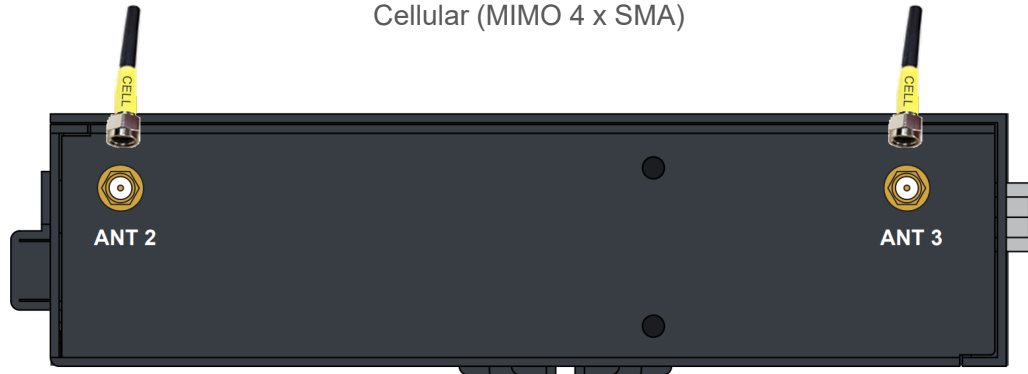 Cellular (MIMO 4 x SMA)
CELL
CELL
ANT 2
ANT 3